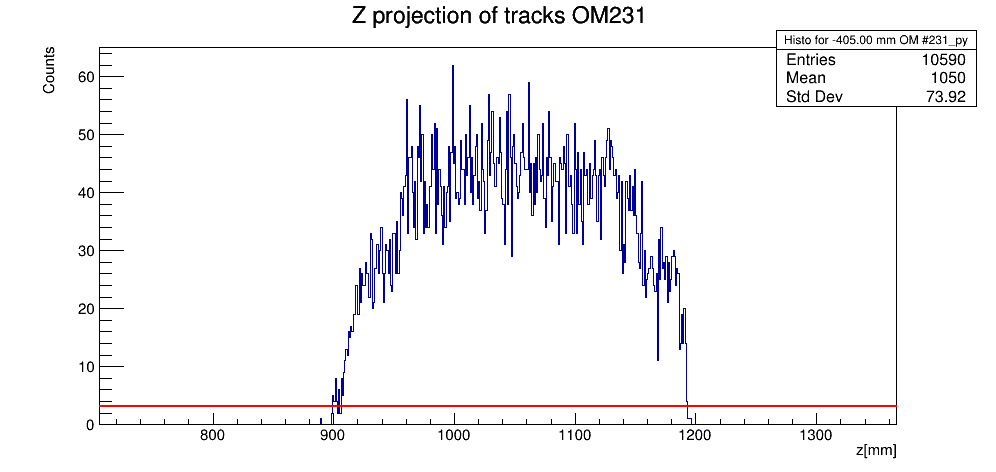 Z projection of tracks OM231
Histo for -405.00 mm OM #231_py
Entries 10590
Mean 1050
Std Dev 73.92
Counts
60
50
40
30
20
10
0
800 900 1000 1100 1200 1300
z[mm]